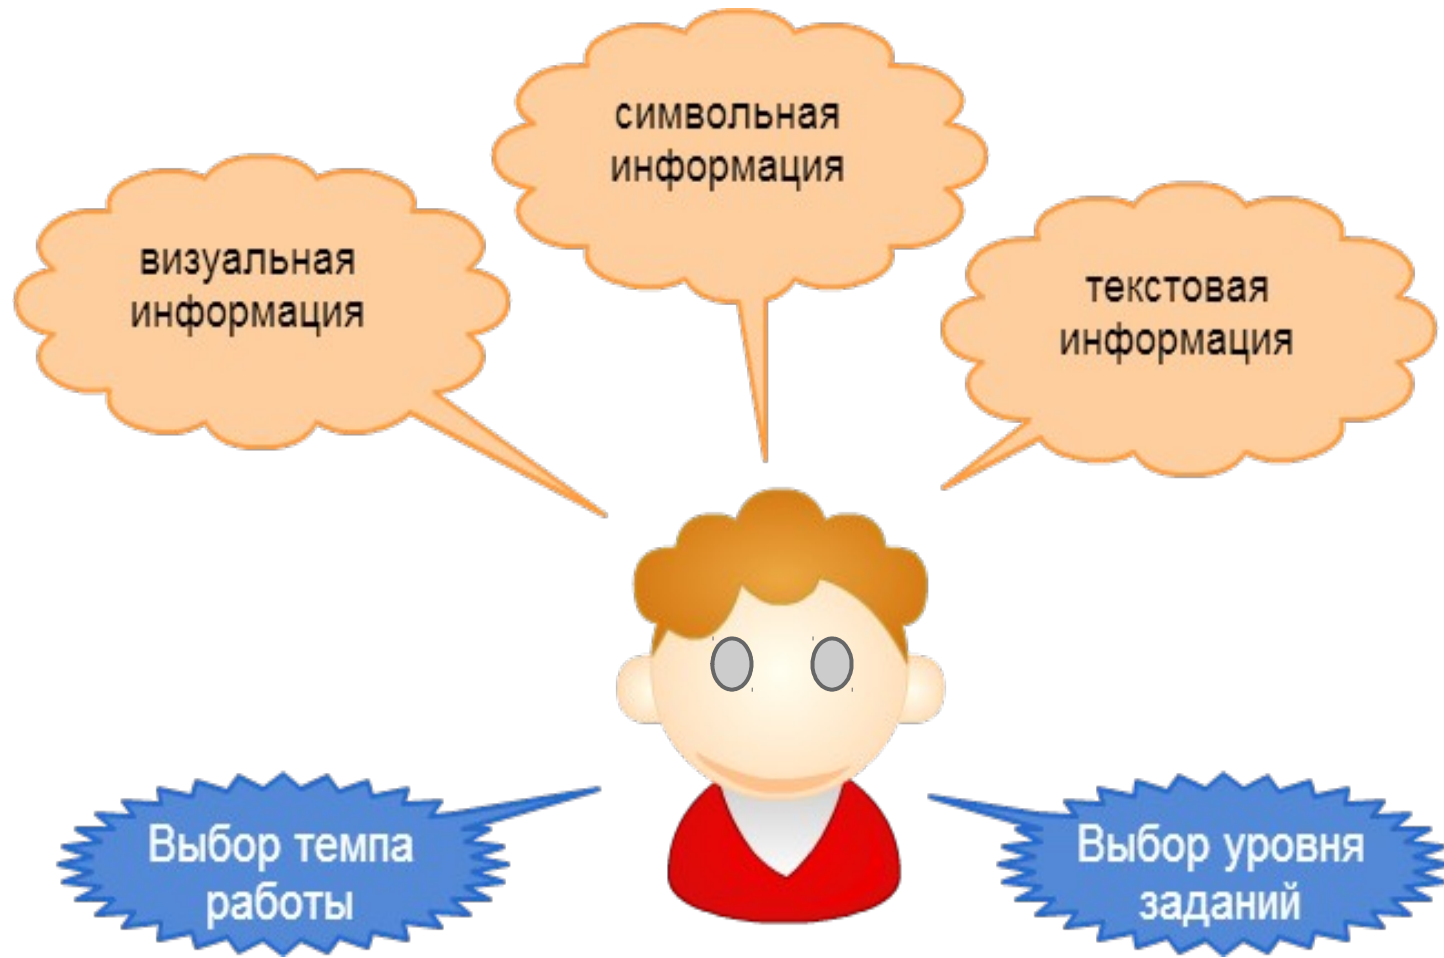 символьная
информация
визуальная
информация
текстовая
информация
Выбор темпа
работы
Выбор уровня
заданий